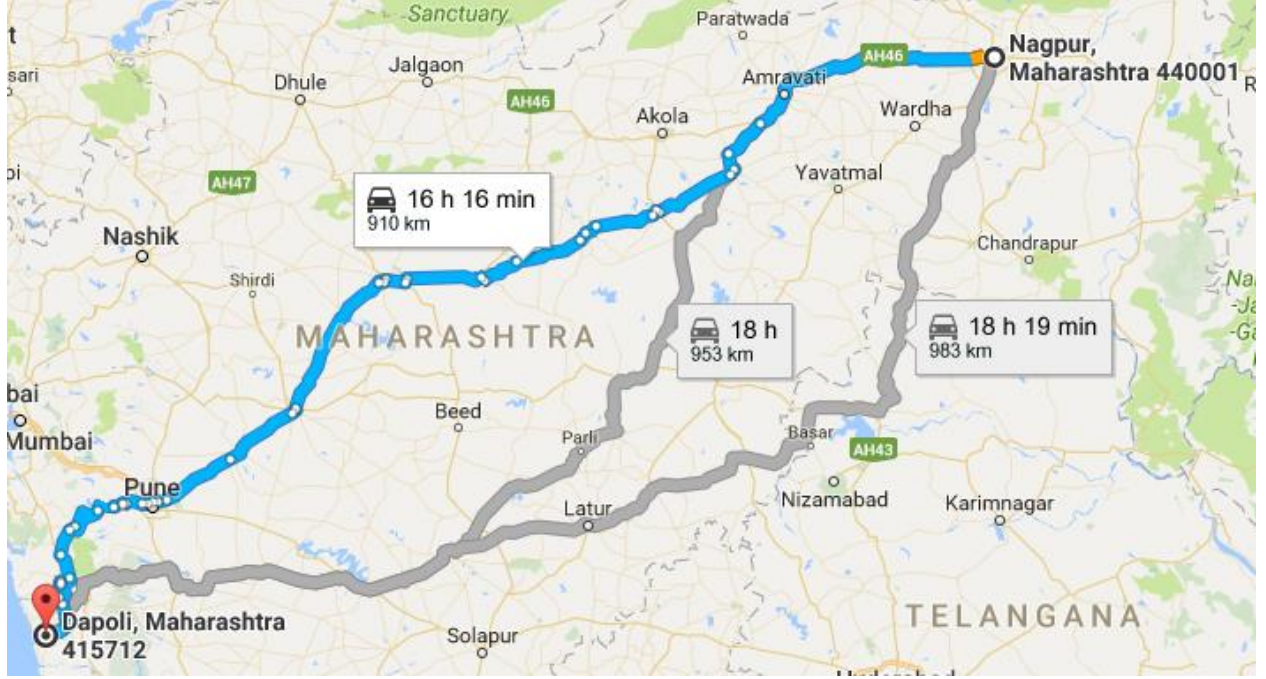 Sanctuary
Paratwada
t
Nagpur,
Maharashtra 440001
AH46
Jalgaon
Dhule
Amravati
sari
R
AH46
Akola
Wardha
Yavatmal
AH47
16 h 16 min
910 km
Nashik
Chandrapur
Shirdi
MAHARASHTRA
18 h
953 km
18 h 19 min
983 km
bai
Mumbai
Beed
Parli
Basar
AH43
Pune
Nizamabad
Latur
Karimnagar
Dapoli, Maharashtra
415712
Solapur
TELANGANA